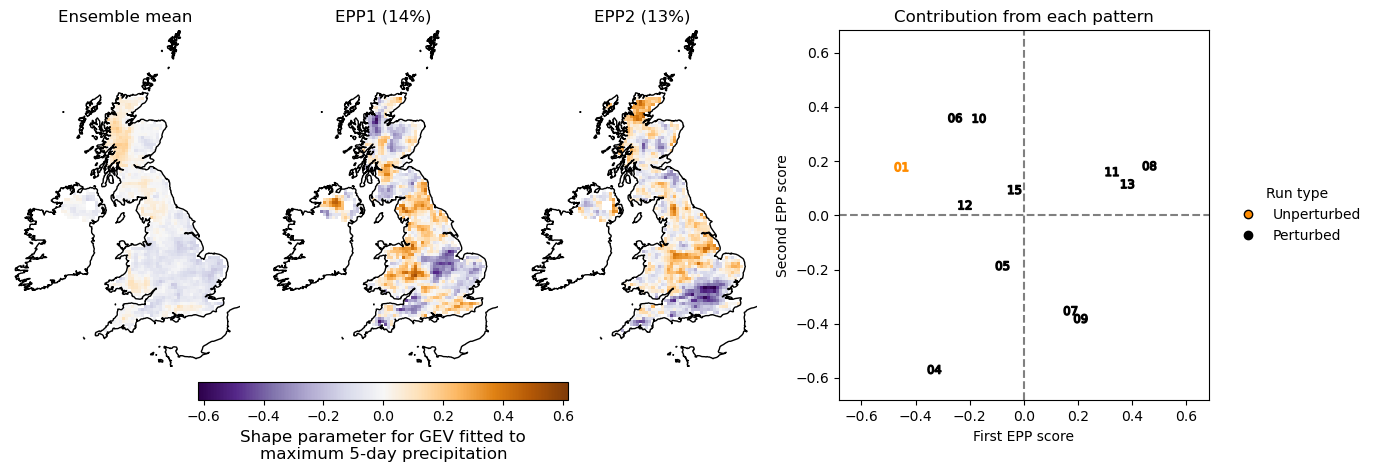 Ensemble mean
EPP1 (14%)
EPP2 (13%)
−0.6 −0.4 −0.2 0.0 0.2 0.4 0.6
Shape parameter for GEV fitted to
maximum 5-day precipitation
Contribution from each pattern
Second EPP score
0.6
0.4
0.2
0.0
−0.2
−0.4
−0.6
06 10
01
08
11
13
15
12
05
07
09
04
−0.6 −0.4 −0.2 0.0 0.2 0.4 0.6
First EPP score
Run type
Unperturbed
Perturbed